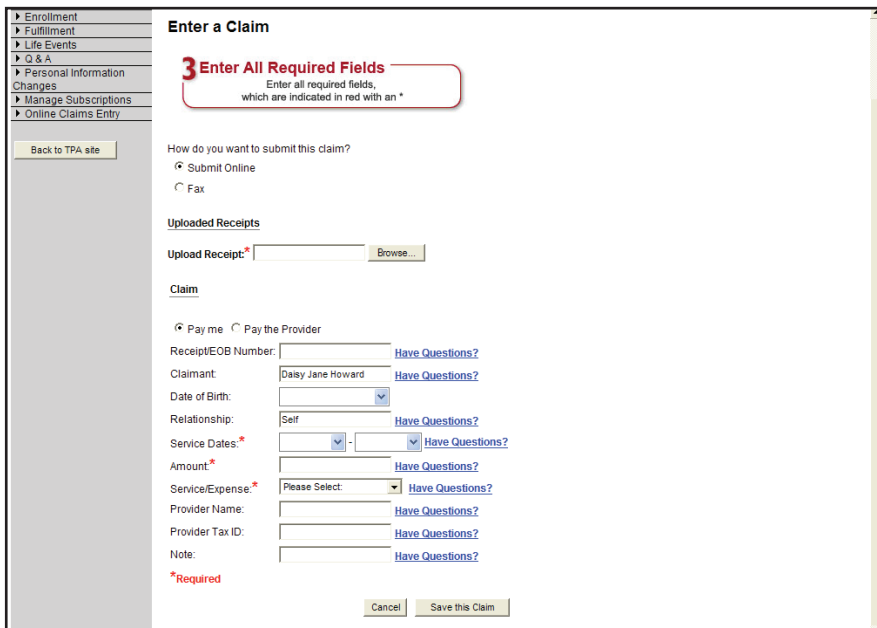 Enrollment
Fulfillment
Life Events
Q & A
Personal Information
Changes
Manage Subscriptions
Online Claims Entry
Back to TPA site
Enter a Claim
3 Enter All Required Fields
Enter all required fields,
which are indicated in red with an *
How do you want to submit this claim?
Submit Online
Fax
Uploaded Receipts
Upload Receipt:* Browse...
Claim
Pay me Pay the Provider
Receipt/EOB Number: Have Questions?
Claimant: Daisy Jane Howard Have Questions?
Date of Birth:
Relationship: Self Have Questions?
Service Dates:* - Have Questions?
Amount:* Have Questions?
Service/Expense:* Please Select: Have Questions?
Provider Name: Have Questions?
Provider Tax ID: Have Questions?
Note: Have Questions?
*Required
Cancel Save this Claim